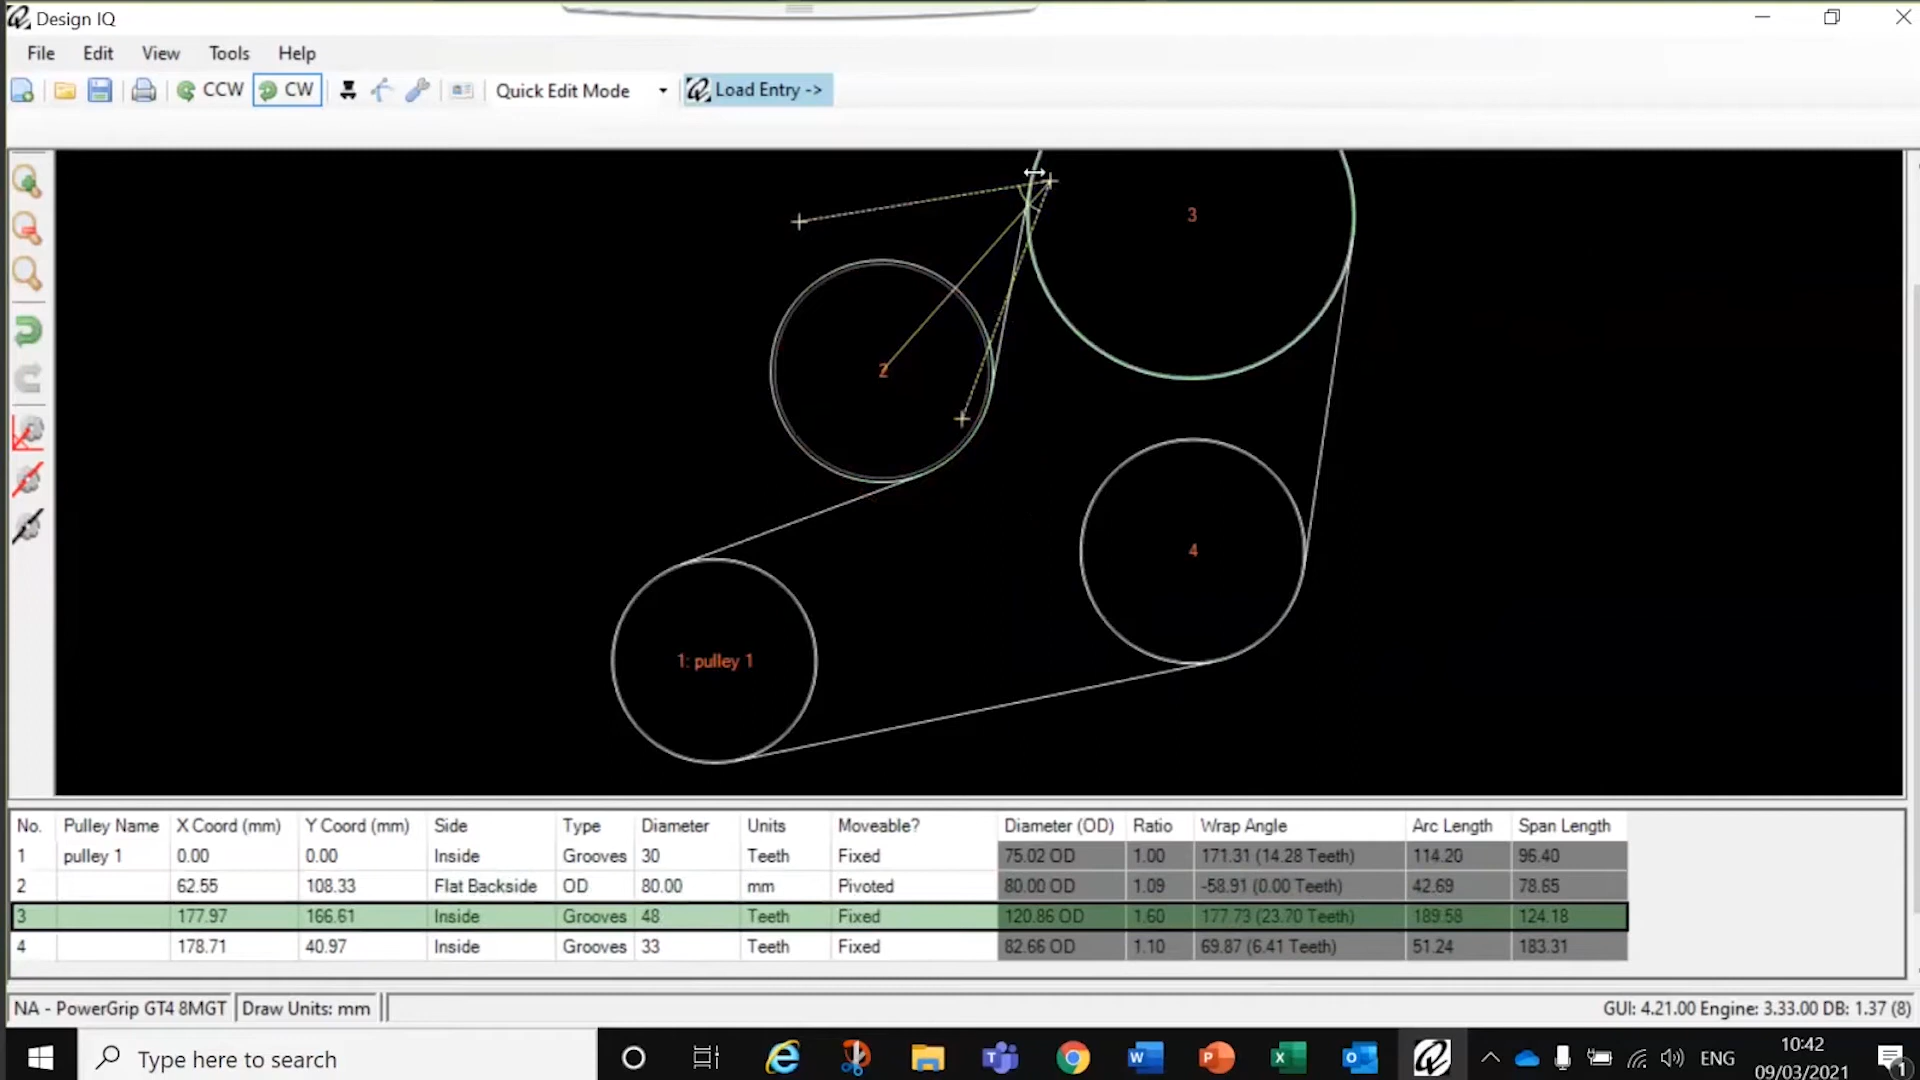 Design IQ
File Edit View Tools Help
CCW CW Quick Edit Mode Load Entry ->
3
2
4
1: pulley 1
No. Pulley Name X Coord (mm) Y Coord (mm) Side Type Diameter Units Moveable? Diameter (OD) Ratio Wrap Angle Arc Length Span Length
1 pulley 1 0.00 0.00 Inside Grooves 30 Teeth Fixed 75.02 OD 1.00 171.31 (14.28 Teeth) 114.20 96.40
2 62.55 108.33 Flat Backside OD 80.00 mm Pivoted 80.00 OD 1.09 -58.91 (0.00 Teeth) 42.69 78.65
3 177.97 166.61 Inside Grooves 48 Teeth Fixed 120.86 OD 1.60 177.73 (23.70 Teeth) 189.58 124.18
4 178.71 40.97 Inside Grooves 33 Teeth Fixed 82.66 OD 1.10 69.87 (6.41 Teeth) 51.24 183.31
NA - PowerGrip GT4 8MGT Draw Units: mm GUI: 4.21.00 Engine: 3.33.00 DB: 1.37 (8)
Type here to search ENG 10:42
09/03/2021 1